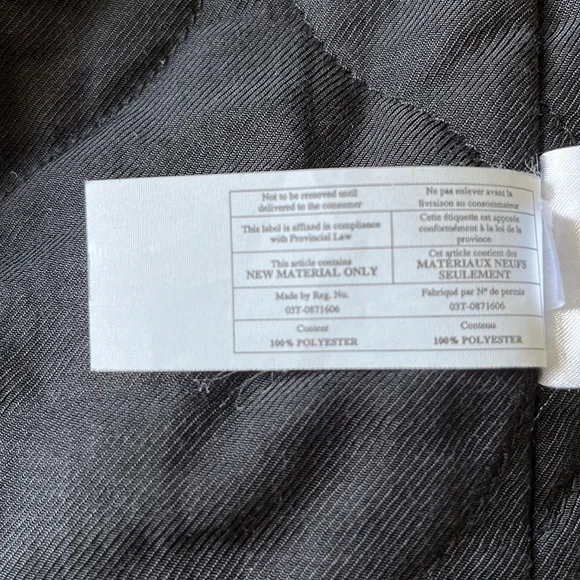 Not to be removed until
delivered to the consumer
Ne pas enlever avant la
livraison au consommateur
This label is affixed in compliance
with Provincial Law
Cette étiquette est apposée
conformément à la loi de la
province
This article contains
NEW MATERIAL ONLY
Cet article contient des
MATÉRIAUX NEUFS
SEULEMENT
Made by Reg. No.
03T-0871606
Fabriqué par Nº de permis
03T-0871606
Content
100% POLYESTER
Contenu
100% POLYESTER